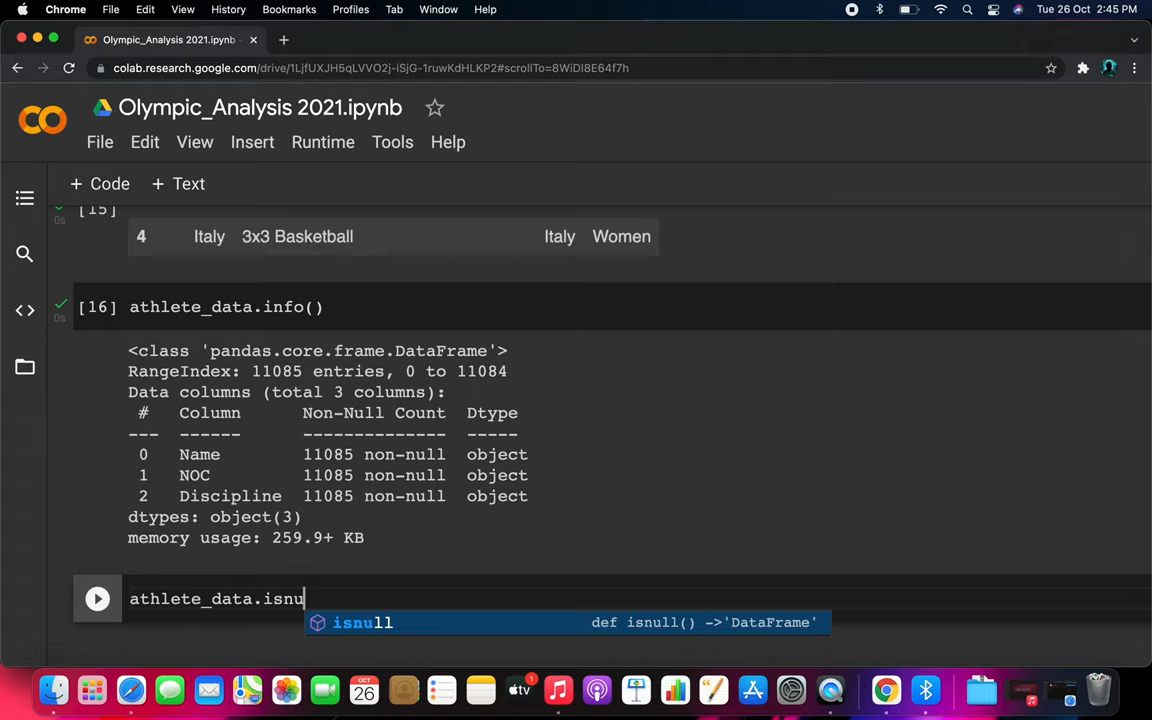 Chrome File Edit View History Bookmarks Profiles Tab Window Help Tue 26 Oct 2:45 PM
Olympic_Analysis 2021.ipynb
colab.research.google.com/drive/1LjfUXJH5qLVVO2j-iSjG-1ruwKdHLKP2#scrollTo=8WiDI8E64f7h
Olympic_Analysis 2021.ipynb
File Edit View Insert Runtime Tools Help
+ Code + Text
[15]
0s
4 Italy 3x3 Basketball Italy Women
[16] athlete_data.info()
0s
<class 'pandas.core.frame.DataFrame'>
RangeIndex: 11085 entries, 0 to 11084
Data columns (total 3 columns):
# Column Non-Null Count Dtype
--- ------ -------------- -----
0 Name 11085 non-null object
1 NOC 11085 non-null object
2 Discipline 11085 non-null object
dtypes: object(3)
memory usage: 259.9+ KB
athlete_data.isnu
isnull def isnull() ->'DataFrame'
OCT
26
tv
1